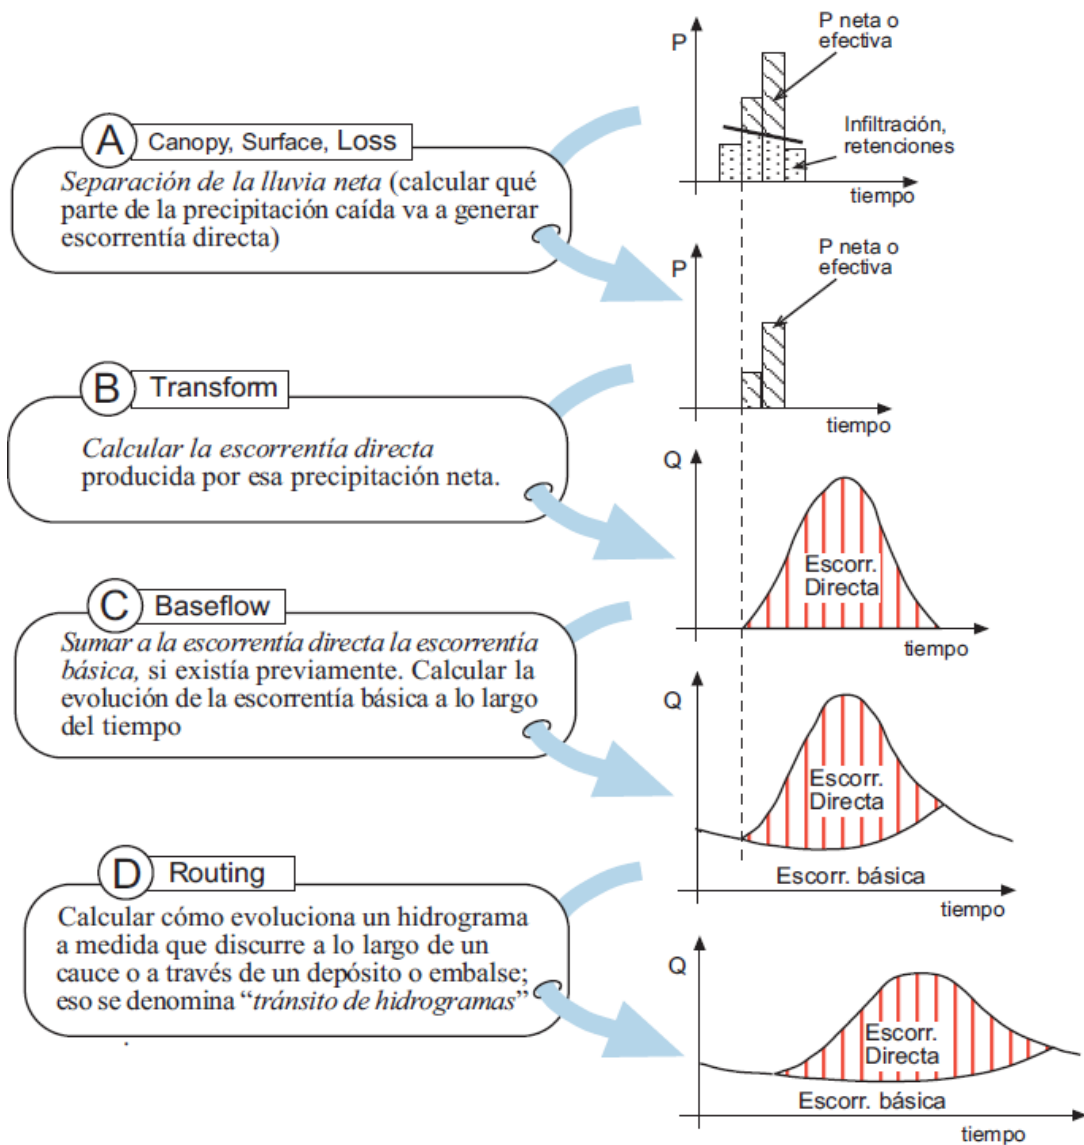 P
P neta o
efectiva
Infiltración,
retenciones
tiempo
A
Canopy, Surface, Loss
Separación de la lluvia neta (calcular qué
parte de la precipitación caída va a generar
escorrentía directa)
P
P neta o
efectiva
tiempo
B
Transform
Calcular la escorrentía directa
producida por esa precipitación neta.
Q
Escorr.
Directa
tiempo
C
Baseflow
Sumar a la escorrentía directa la escorrentía
básica, si existía previamente. Calcular la
evolución de la escorrentía básica a lo largo
del tiempo
Q
Escorr.
Directa
Escorr. básica
tiempo
D
Routing
Calcular cómo evoluciona un hidrograma
a medida que discurre a lo largo de un
cauce o a través de un depósito o embalse;
eso se denomina “tránsito de hidrogramas”
Q
Escorr.
Directa
Escorr. básica
tiempo